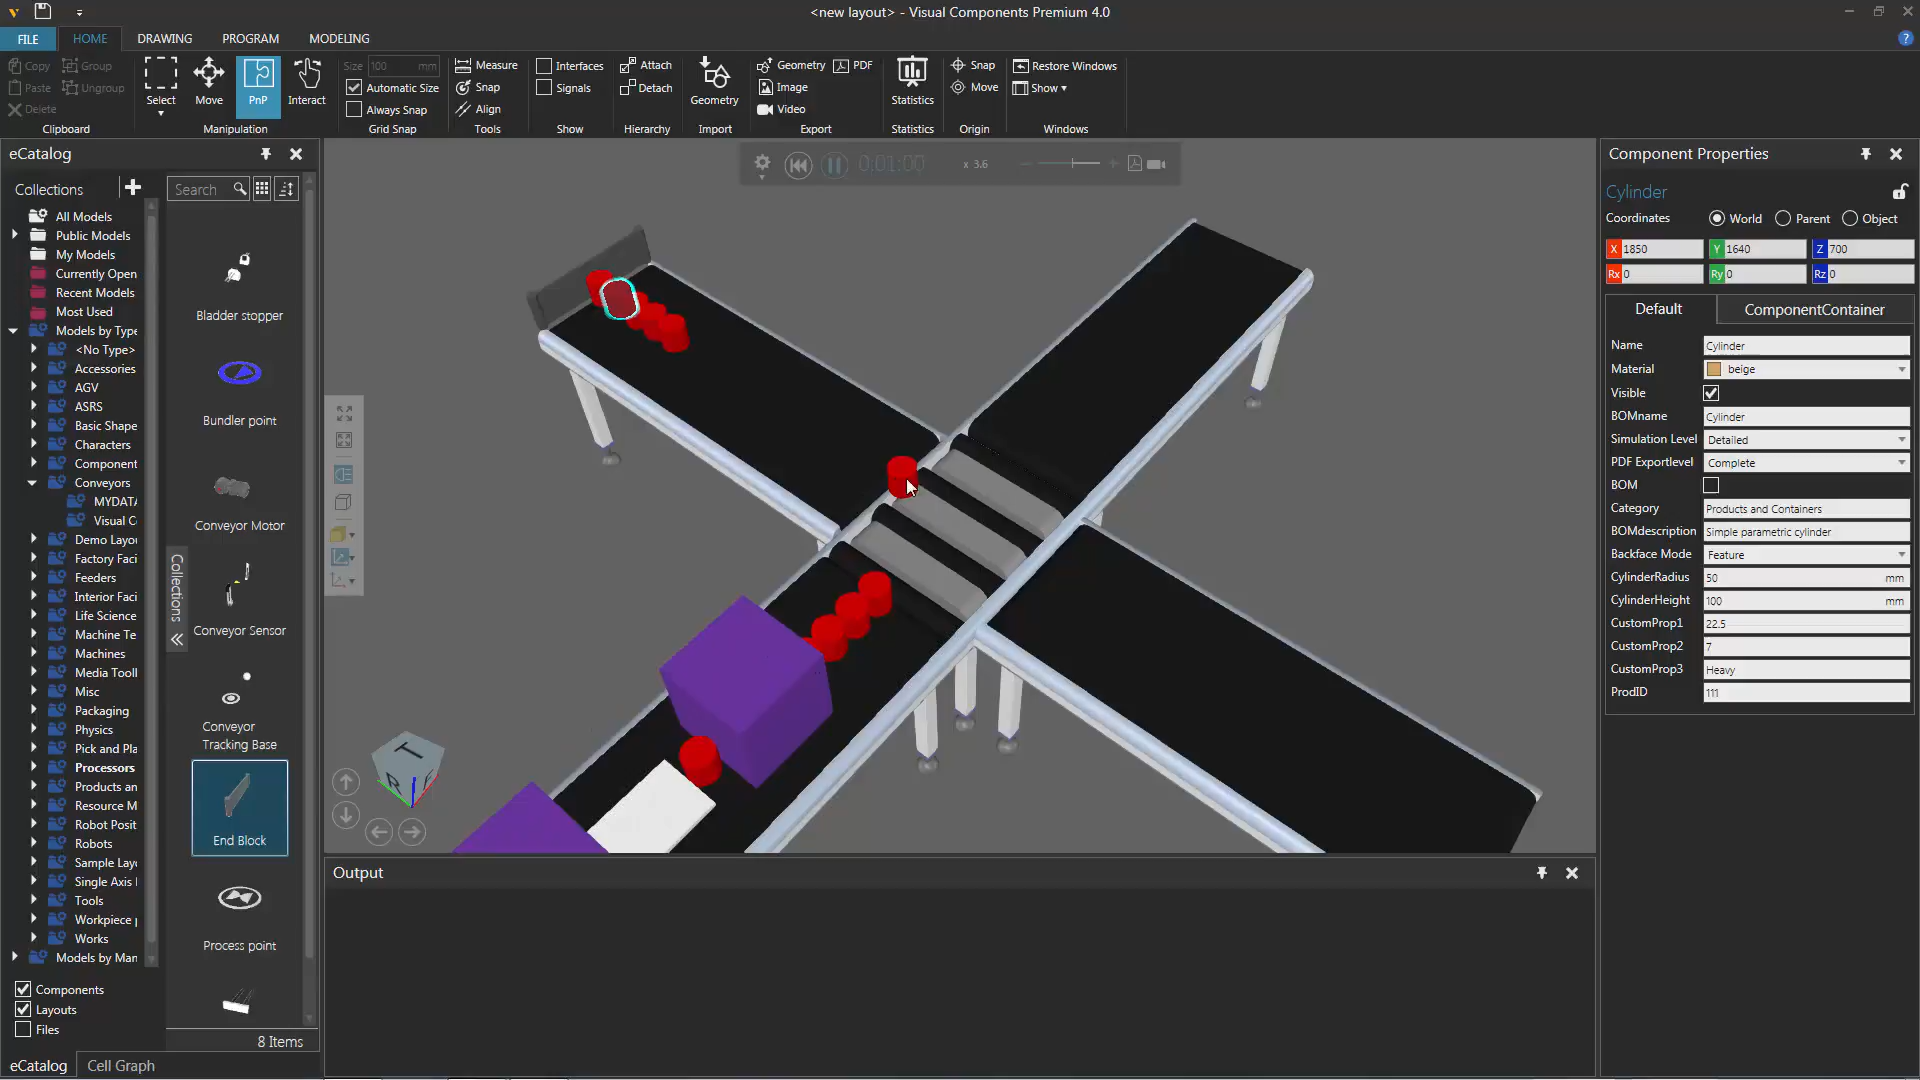 <new layout> - Visual Components Premium 4.0
FILE
HOME
DRAWING
PROGRAM
MODELING
Copy
Group
Paste
Ungroup
Delete
Clipboard
Select
Move
PnP
Interact
Manipulation
Size
100
mm
Automatic Size
Always Snap
Grid Snap
Measure
Snap
Align
Tools
Interfaces
Signals
Show
Attach
Detach
Hierarchy
Geometry
Import
Geometry
PDF
Image
Video
Export
Statistics
Statistics
Snap
Move
Origin
Restore Windows
Show
Windows
eCatalog
Collections
Search
All Models
Public Models
My Models
Currently Open
Recent Models
Most Used
Models by Type
<No Type>
Accessories
AGV
ASRS
Basic Shape
Characters
Component
Conveyors
MYDATA
Visual C
Demo Layou
Factory Faci
Feeders
Interior Faci
Life Science
Machine Te
Machines
Media Tooll
Misc
Packaging
Physics
Pick and Pla
Processors
Products an
Resource M
Robot Posit
Robots
Sample Layo
Single Axis
Tools
Workpiece
Works
Models by Man
Components
Layouts
Files
Collections
Bladder stopper
Bundler point
Conveyor Motor
Conveyor Sensor
Conveyor
Tracking Base
End Block
Process point
8 Items
eCatalog
Cell Graph
0:01:00
x 3.6
T
R
F
Output
Component Properties
Cylinder
Coordinates
World
Parent
Object
X 1850
Y 1640
Z 700
Rx 0
Ry 0
Rz 0
Default
ComponentContainer
Name
Cylinder
Material
beige
Visible
BOMname
Cylinder
Simulation Level
Detailed
PDF Exportlevel
Complete
BOM
Category
Products and Containers
BOMdescription
Simple parametric cylinder
Backface Mode
Feature
CylinderRadius
50
mm
CylinderHeight
100
mm
CustomProp1
22.5
CustomProp2
7
CustomProp3
Heavy
ProdID
111